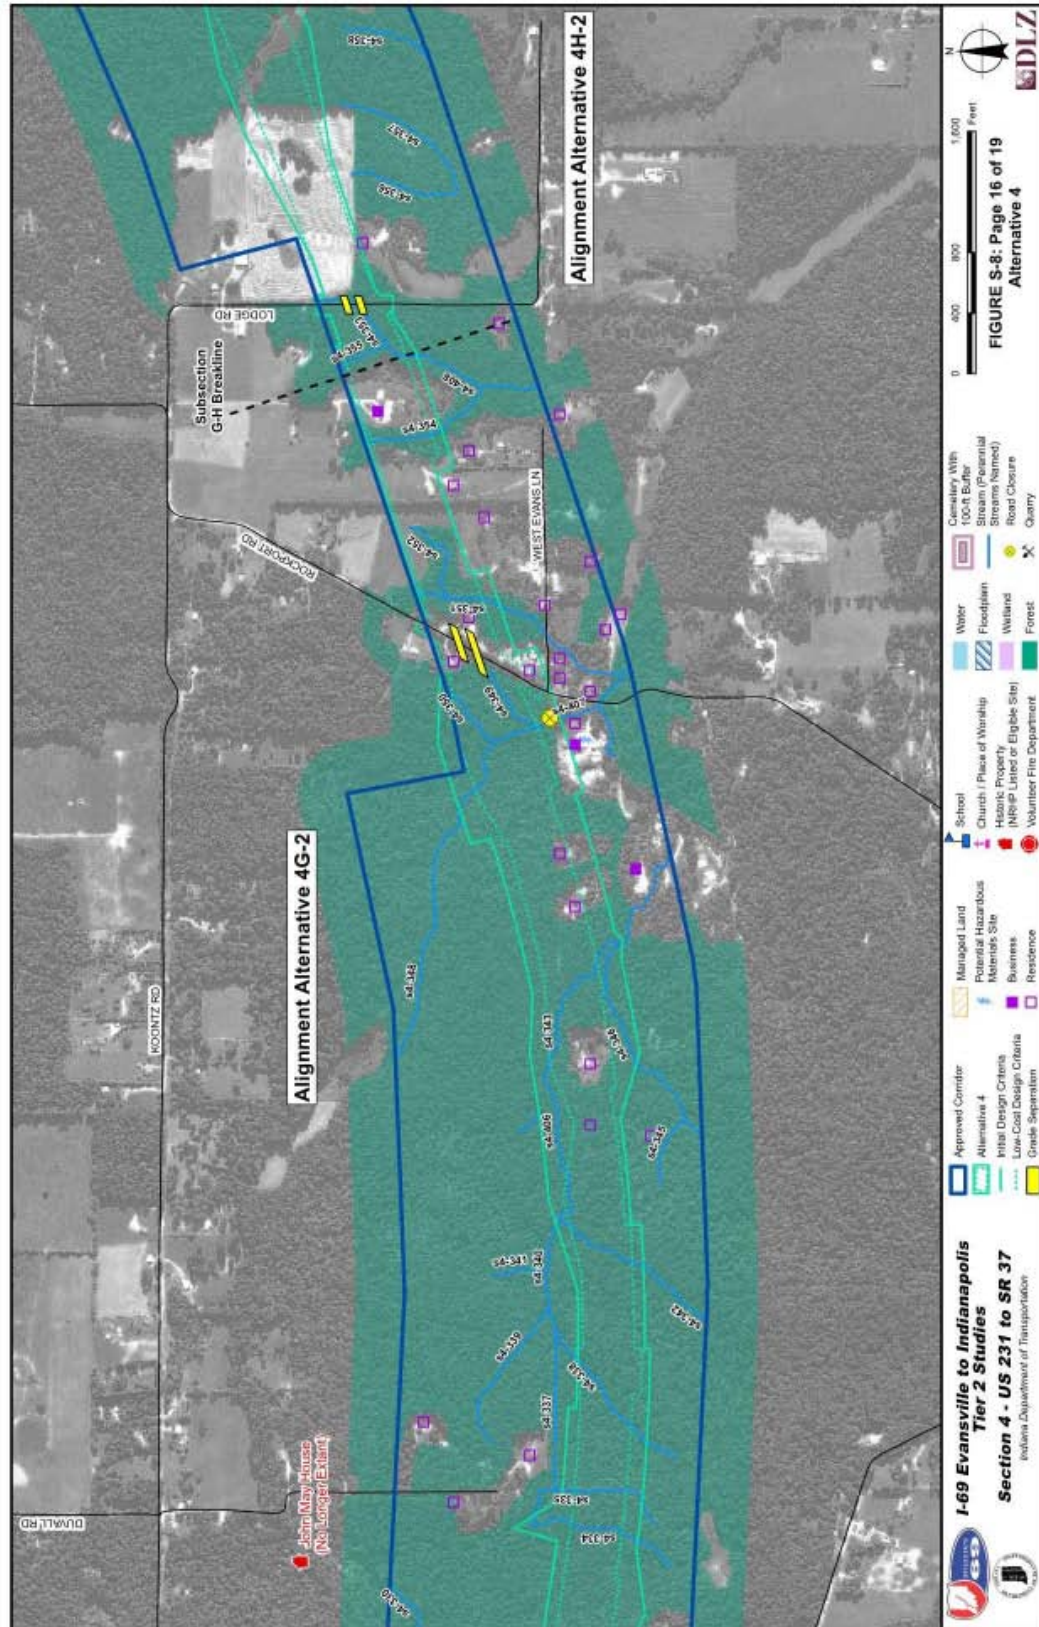 DUVALL RD
John May House
(No Longer Extant)
KOONTZ RD
Alignment Alternative 4G-2
ROCKPORT RD
Subsection
G-H Breakline
LODGE RD
WEST EVANS LN
Alignment Alternative 4H-2
s4-334
s4-337
s4-339
s4-338
s4-341
s4-340
s4-342
s4-406
s4-343
s4-345
s4-348
s4-350
s4-349
s4-351
s4-352
s4-354
s4-408
s4-355
s4-356
s4-357
s4-358
I-69 Evansville to Indianapolis
Tier 2 Studies
Section 4 - US 231 to SR 37
Indiana Department of Transportation
Approved Corridor
Alternative 4
Initial Design Criteria
Low-Cost Design Criteria
Grade Separation
Managed Land
Potential Hazardous
Materials Site
Business
Residence
School
Church / Place of Worship
Historic Property
(NRHP Listed or Eligible Site)
Volunteer Fire Department
Water
Floodplain
Wetland
Forest
Cemetery With
100-ft Buffer
Stream (Perennial
Streams Named)
Road Closure
Quarry
0 400 800 1,600
Feet
FIGURE S-8: Page 16 of 19
Alternative 4
N
DLZ